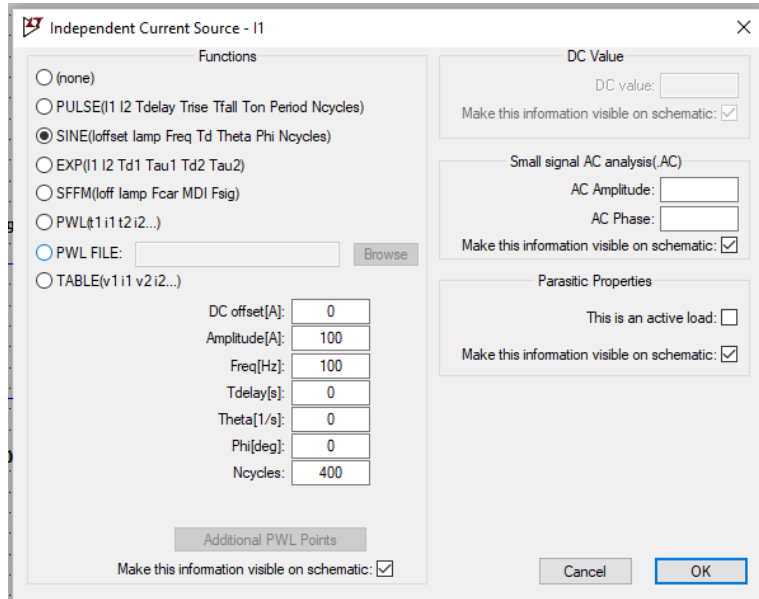 Independent Current Source - I1
Functions
(none)
PULSE(I1 I2 Tdelay Trise Tfall Ton Period Ncycles)
SINE(Ioffset Iamp Freq Td Theta Phi Ncycles)
EXP(I1 I2 Td1 Tau1 Td2 Tau2)
SFFM(Ioff Iamp Fcar MDI Fsig)
PWL(t1 i1 t2 i2...)
PWL FILE: Browse
TABLE(v1 i1 v2 i2...)
DC offset[A]: 0
Amplitude[A]: 100
Freq[Hz]: 100
Tdelay[s]: 0
Theta[1/s]: 0
Phi[deg]: 0
Ncycles: 400
Additional PWL Points
Make this information visible on schematic:
DC Value
DC value:
Make this information visible on schematic:
Small signal AC analysis(.AC)
AC Amplitude:
AC Phase:
Make this information visible on schematic:
Parasitic Properties
This is an active load:
Make this information visible on schematic:
Cancel OK